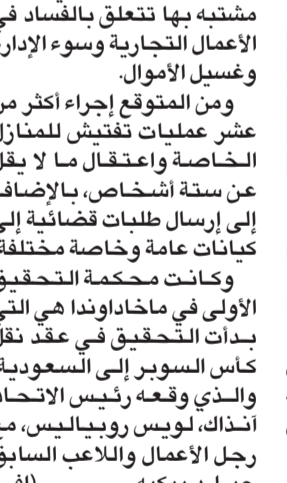 مشتبه بها تتعلق بالفساد في
الأعمال التجارية وسوء
وغسيل الأموال.
ومن المتوقع إجراء أكثر من
عشر عمليات تفتيش للمنازل
الخاصة واعتقال ما لا يقل
عن ستة أشخاص، بالإضافة
إلى إرسال طلبات قضائية إلى
كيانات عامة وخاصة مختلفة
وكانت محكمة التحقيق
الأولى في ماخاداوندا هي التي
بدأت التحقيق في عقد نقل
كأس السوبر إلى السعودية
والذي وقعه رئيس الاتحاد
آنذاك، لويس روبياليس، مع
رجل الأعمال واللاعب السابق